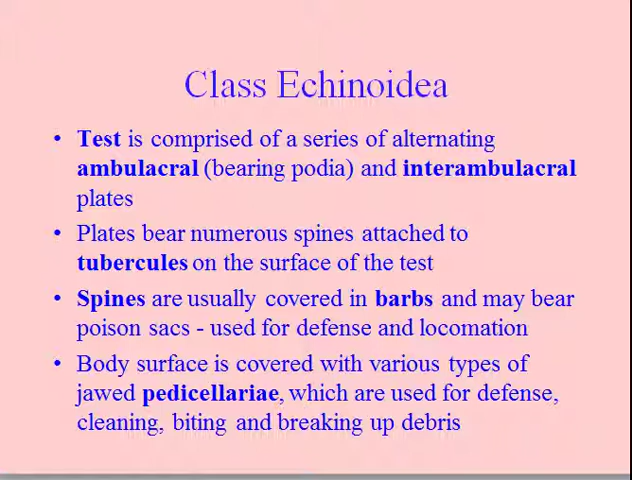 Class Echinoidea
• Test is comprised of a series of alternating
ambulacral (bearing podia) and interambulacral
plates
• Plates bear numerous spines attached to
tubercules on the surface of the test
• Spines are usually covered in barbs and may bear
poison sacs - used for defense and locomation
• Body surface is covered with various types of
jawed pedicellariae, which are used for defense,
cleaning, biting and breaking up debris